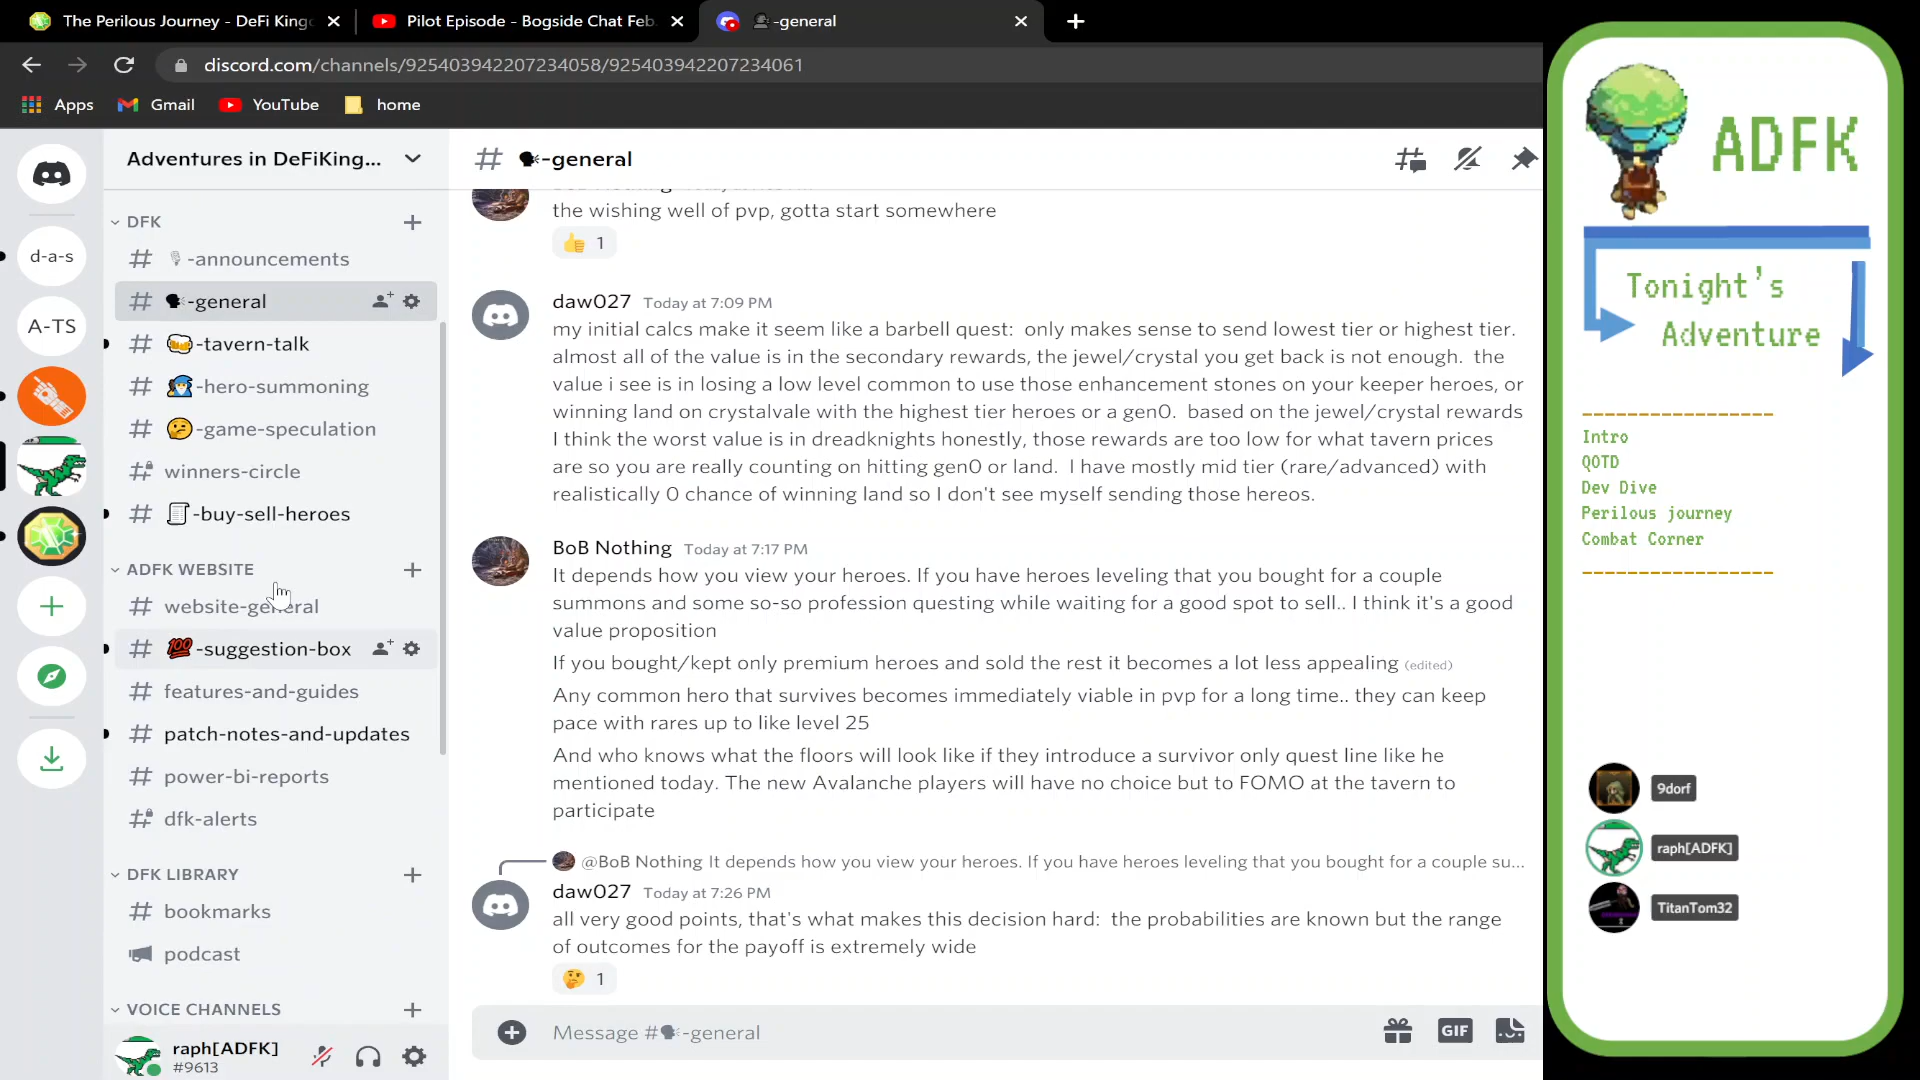 The Perilous Journey - DeFi King
Pilot Episode - Bogside Chat Feb
-general
discord.com/channels/925403942207234058/925403942207234061
Apps
Gmail
YouTube
home
Adventures in DeFiKing...
DFK
-announcements
-general
-tavern-talk
-hero-summoning
-game-speculation
winners-circle
-buy-sell-heroes
ADFK WEBSITE
website-general
-suggestion-box
features-and-guides
patch-notes-and-updates
power-bi-reports
dfk-alerts
DFK LIBRARY
bookmarks
podcast
VOICE CHANNELS
raph[ADFK]
#9613
d-a-s
A-TS
-general
the wishing well of pvp, gotta start somewhere
1
daw027 Today at 7:09 PM
my initial calcs make it seem like a barbell quest: only makes sense to send lowest tier or highest tier.
almost all of the value is in the secondary rewards, the jewel/crystal you get back is not enough. the
value i see is in losing a low level common to use those enhancement stones on your keeper heroes, or
winning land on crystalvale with the highest tier heroes or a gen0. based on the jewel/crystal rewards
I think the worst value is in dreadknights honestly, those rewards are too low for what tavern prices
are so you are really counting on hitting gen0 or land. I have mostly mid tier (rare/advanced) with
realistically 0 chance of winning land so I don't see myself sending those hereos.
BoB Nothing Today at 7:17 PM
It depends how you view your heroes. If you have heroes leveling that you bought for a couple
summons and some so-so profession questing while waiting for a good spot to sell.. I think it's a good
value proposition
If you bought/kept only premium heroes and sold the rest it becomes a lot less appealing (edited)
Any common hero that survives becomes immediately viable in pvp for a long time.. they can keep
pace with rares up to like level 25
And who knows what the floors will look like if they introduce a survivor only quest line like he
mentioned today. The new Avalanche players will have no choice but to FOMO at the tavern to
participate
@BoB Nothing It depends how you view your heroes. If you have heroes leveling that you bought for a couple su...
daw027 Today at 7:26 PM
all very good points, that's what makes this decision hard: the probabilities are known but the range
of outcomes for the payoff is extremely wide
1
Message # -general
GIF
ADFK
Tonight's
Adventure
Intro
QOTD
Dev Dive
Perilous journey
Combat Corner
9dorf
raph[ADFK]
TitanTom32